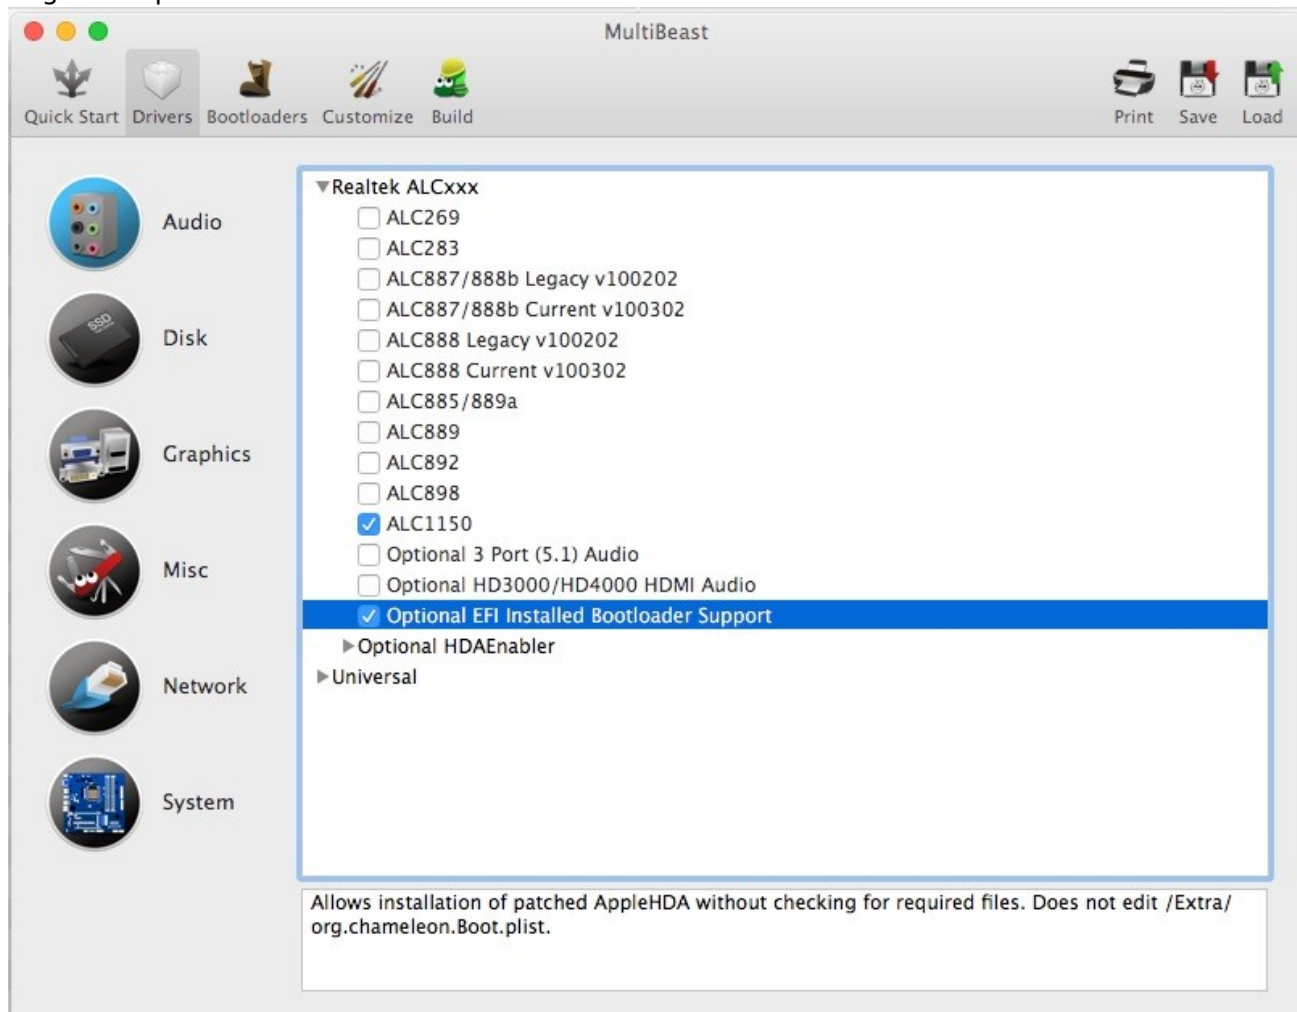 MultiBeast
Quick Start Drivers Bootloaders Customize Build Print Save Load
Audio
Disk
SSD
Graphics
Misc
Network
System
Realtek ALCxxx
ALC269
ALC283
ALC887/888b Legacy v100202
ALC887/888b Current v100302
ALC888 Legacy v100202
ALC888 Current v100302
ALC885/889a
ALC889
ALC892
ALC898
ALC1150
Optional 3 Port (5.1) Audio
Optional HD3000/HD4000 HDMI Audio
Optional EFI Installed Bootloader Support
Optional HDAEnabler
Universal
Allows installation of patched AppleHDA without checking for required files. Does not edit /Extra/
org.chameleon.Boot.plist.